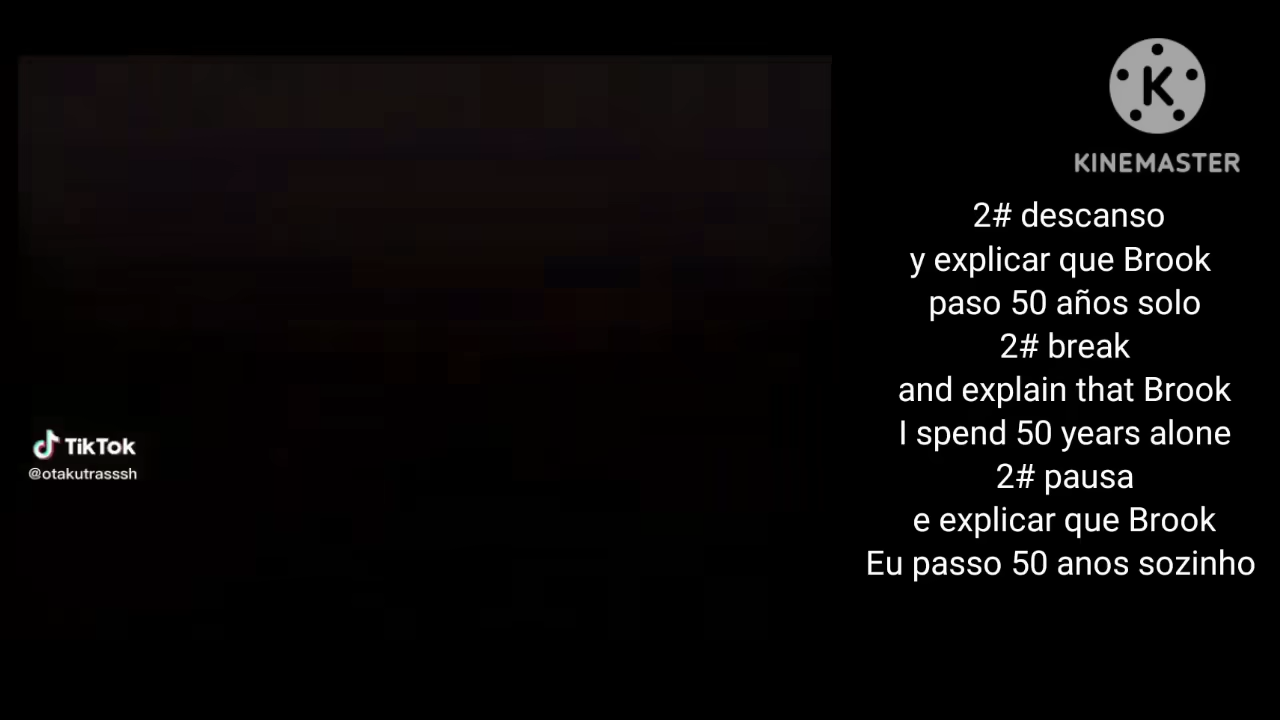 K
KINEMASTER
2# descanso
y explicar que Brook
paso 50 años solo
2# break
and explain that Brook
I spend 50 years alone
2# pausa
e explicar que Brook
Eu passo 50 anos sozinho
TikTok
@otakutrasssh